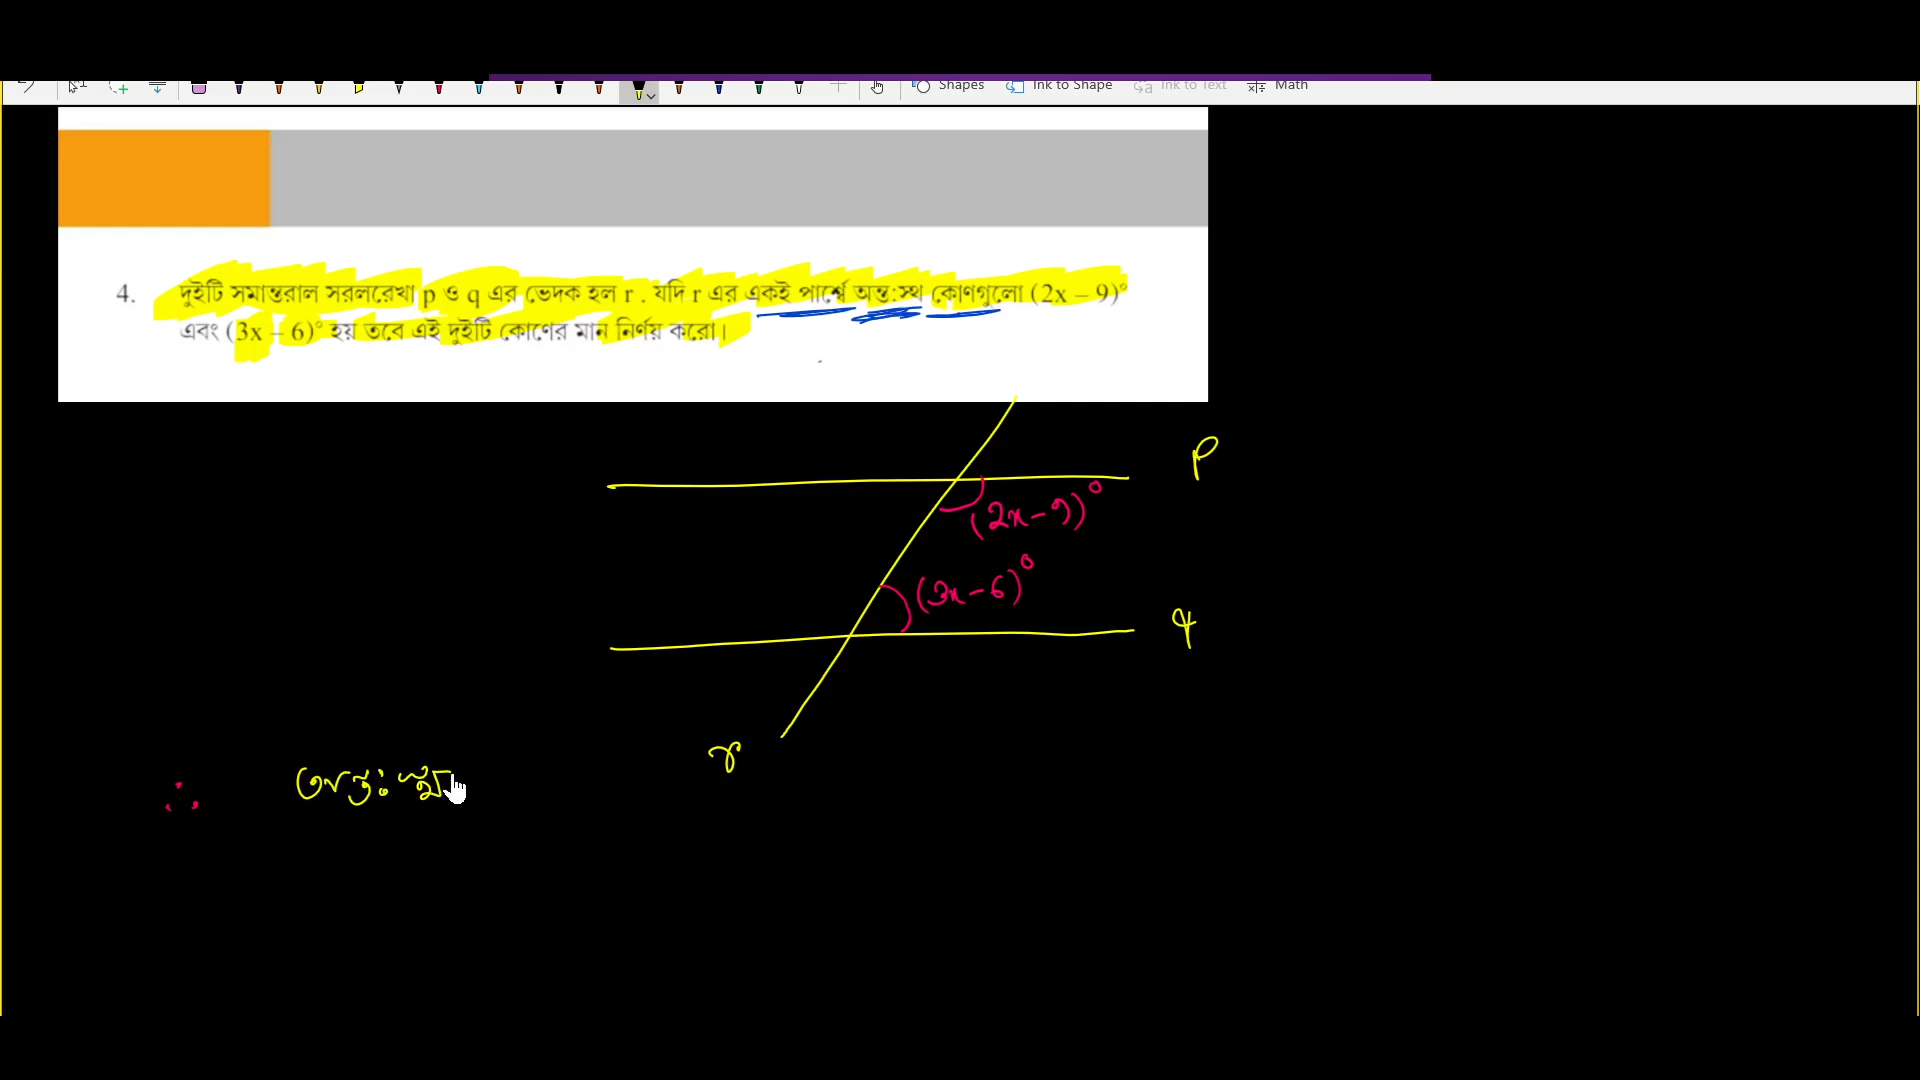 Shapes Ink to Shape Ink to Text Math
4. দুইটি সমান্তরাল সরলরেখা p ও q এর ভেদক হল r . যদি r এর একই পার্শ্বে অন্ত:স্থ কোণগুলো (2x – 9)°
এবং (3x – 6)° হয় তবে এই দুইটি কোণের মান নির্ণয় করো।
P
(2x-9)°
(3x-6)°
q
r
∴ অন্তঃস্থ